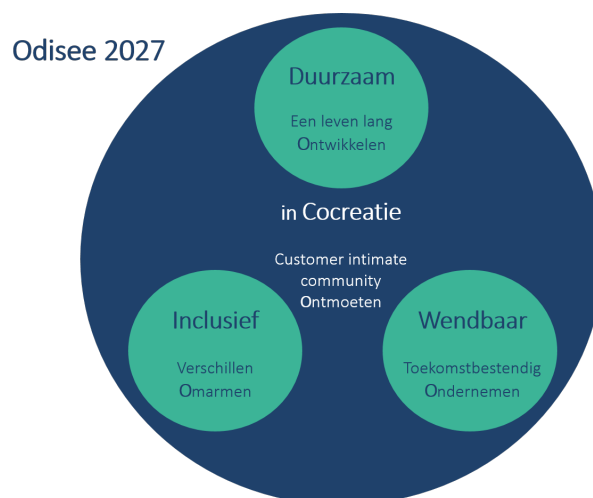 Odisee 2027
Duurzaam
Een leven lang
Ontwikkelen
in Cocreatie
Customer intimate
community
Ontmoeten
Inclusief
Verschillen
Omarmen
Wendbaar
Toekomstbestendig
Ondernemen